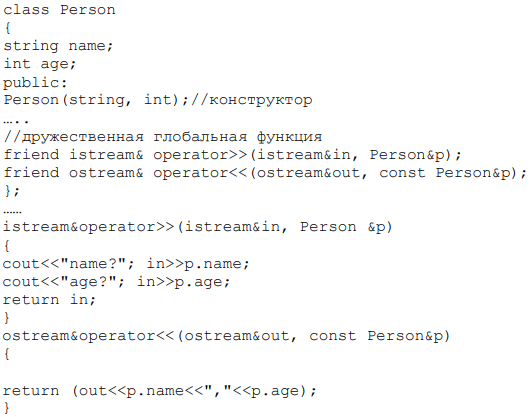 class Person
{
string name;
int age;
public:
Person(string, int);//конструктор
…..
//дружественная глобальная функция
friend istream& operator>>(istream&in, Person&p);
friend ostream& operator<<(ostream&out, const Person&p);
};
……
istream&operator>>(istream&in, Person &p)
{
cout<<"name?"; in>>p.name;
cout<<"age?"; in>>p.age;
return in;
}
ostream&operator<<(ostream&out, const Person&p)
{
return (out<<p.name<<","<<p.age);
}